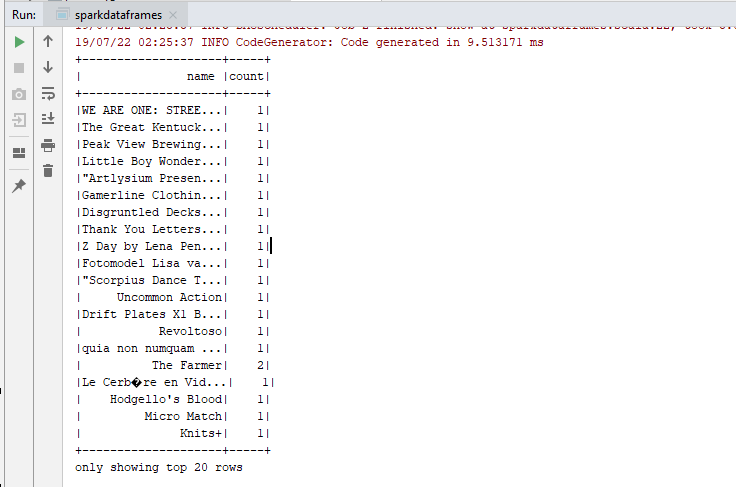 Run: sparkdataframes ×
19/07/22 02:25:37 INFO CodeGenerator: Code generated in 9.513171 ms
+--------------------+-----+
|               name |count|
+--------------------+-----+
|WE ARE ONE: STREE...|    1|
|The Great Kentuck...|    1|
|Peak View Brewing...|    1|
|Little Boy Wonder...|    1|
|"Artlysium Presen...|    1|
|Gamerline Clothin...|    1|
|Disgruntled Decks...|    1|
|Thank You Letters...|    1|
|Z Day by Lena Pen...|    1|
|Fotomodel Lisa va...|    1|
|"Scorpius Dance T...|    1|
|     Uncommon Action|    1|
|Drift Plates X1 B...|    1|
|           Revoltoso|    1|
|quia non numquam ...|    1|
|          The Farmer|    2|
|Le Cerb�re en Vid...|    1|
|    Hodgello's Blood|    1|
|         Micro Match|    1|
|              Knits+|    1|
+--------------------+-----+
only showing top 20 rows